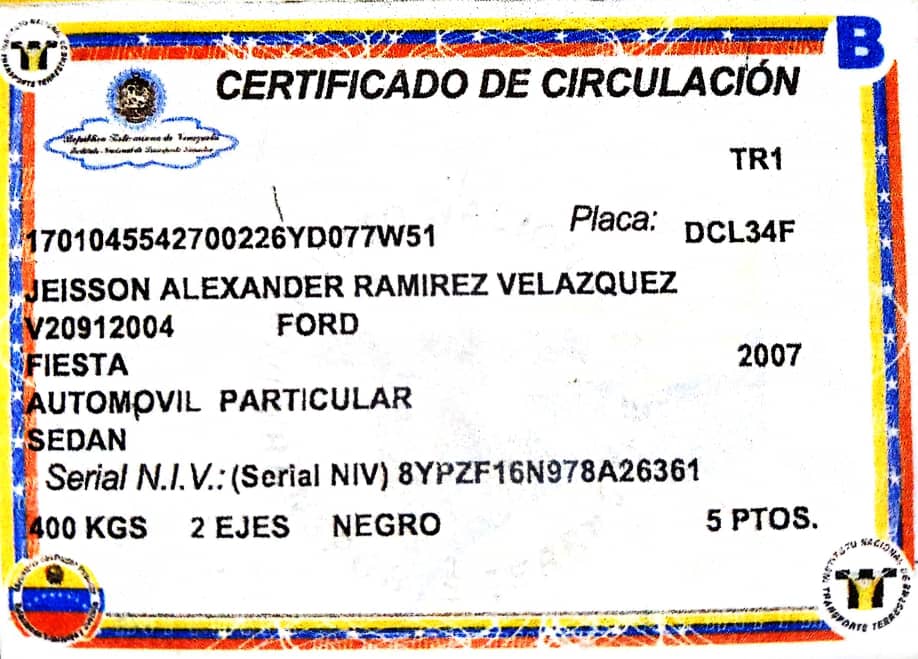 B
CERTIFICADO DE CIRCULACIÓN
República Bolivariana de Venezuela
Instituto Nacional de Transporte Terrestre
TR1
1701045542700226YD077W51 Placa: DCL34F
JEISSON ALEXANDER RAMIREZ VELAZQUEZ
V20912004 FORD
FIESTA 2007
AUTOMOVIL PARTICULAR
SEDAN
Serial N.I.V.: (Serial NIV) 8YPZF16N978A26361
400 KGS 2 EJES NEGRO 5 PTOS.
INSTITUTO NACIONAL DE TRANSPORTE TERRESTRE